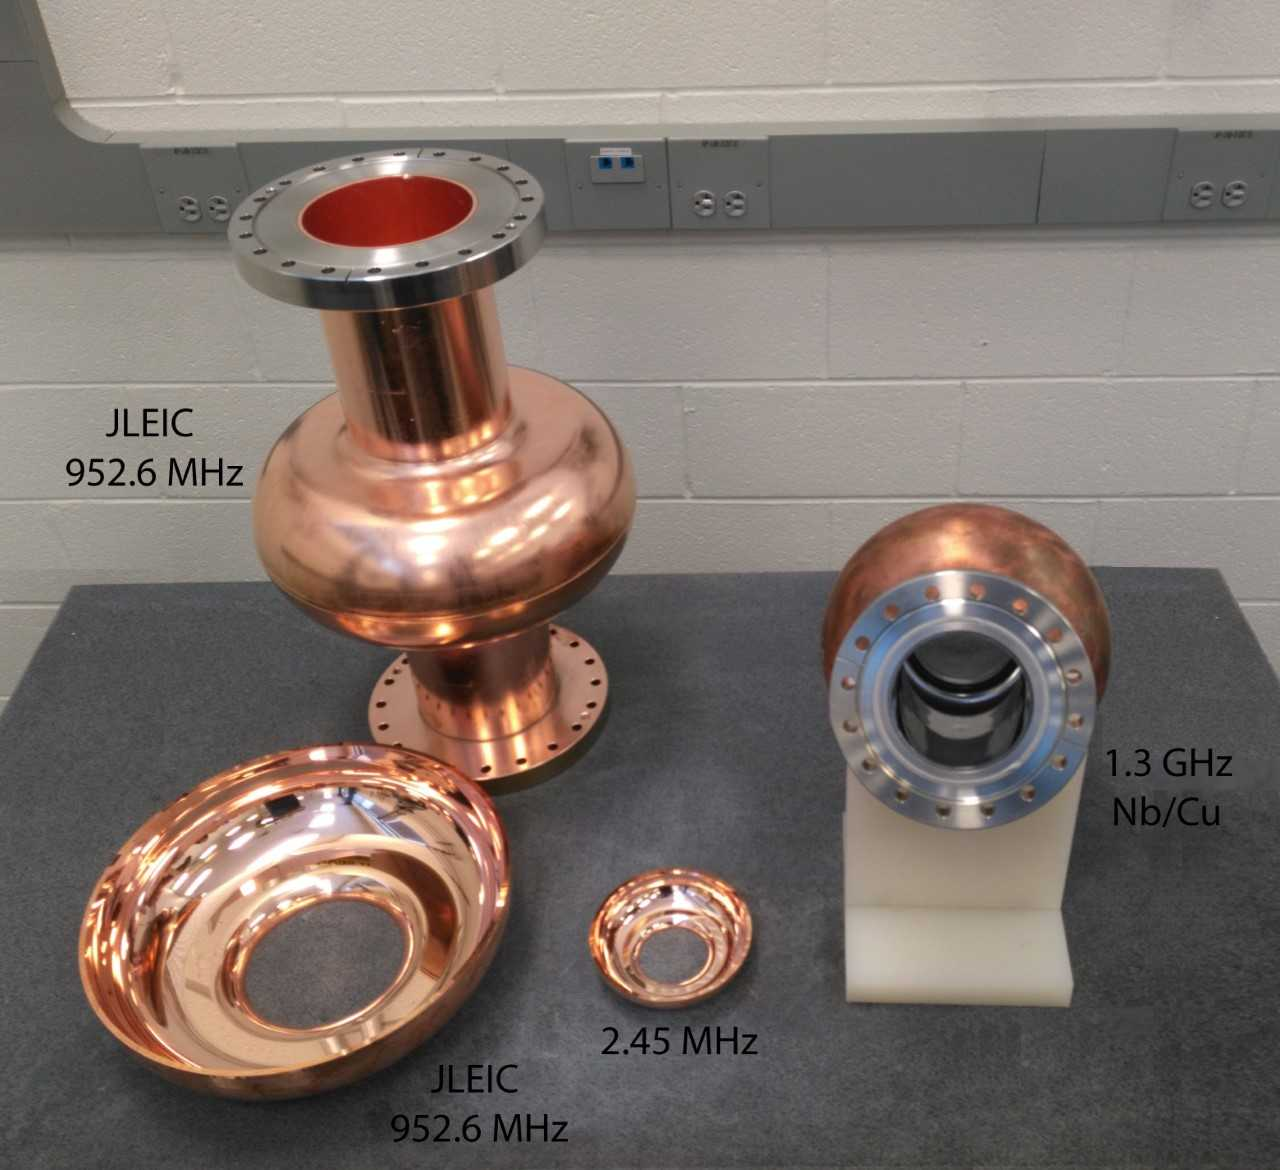 JLEIC
952.6 MHz
1.3 GHz
Nb/Cu
2.45 MHz
JLEIC
952.6 MHz